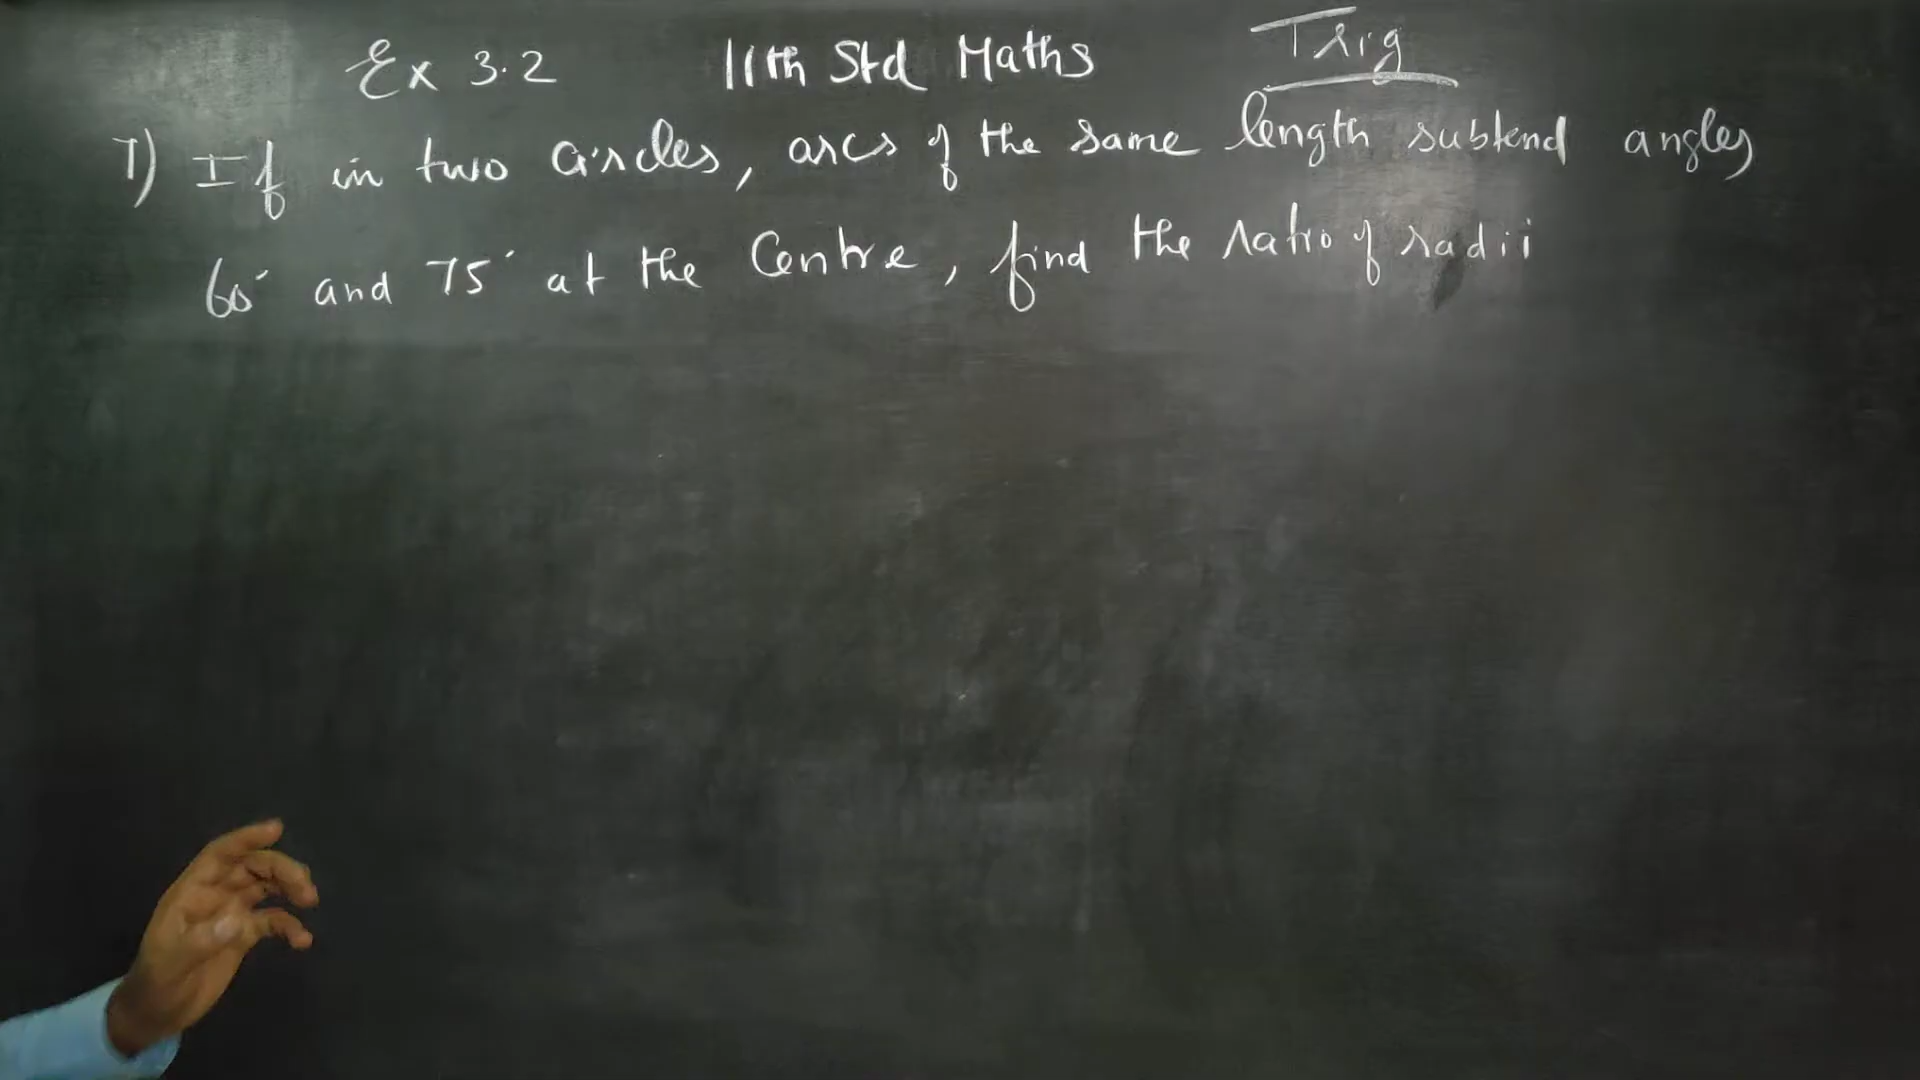 Ex 3.2 11th Std Maths Trig
7) If in two circles, arcs of the same length subtend angles
60° and 75° at the Centre, find the ratio of radii